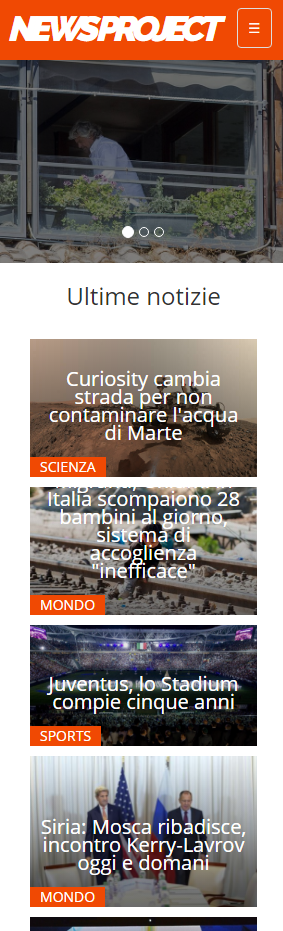 NEWSPROJECT
Ultime notizie
Curiosity cambia
strada per non
contaminare l'acqua
di Marte
SCIENZA
Italia scompaiono 28
bambini al giorno,
sistema di
accoglienza
"inefficace"
MONDO
Juventus, lo Stadium
compie cinque anni
SPORTS
Siria: Mosca ribadisce,
incontro Kerry-Lavrov
oggi e domani
MONDO